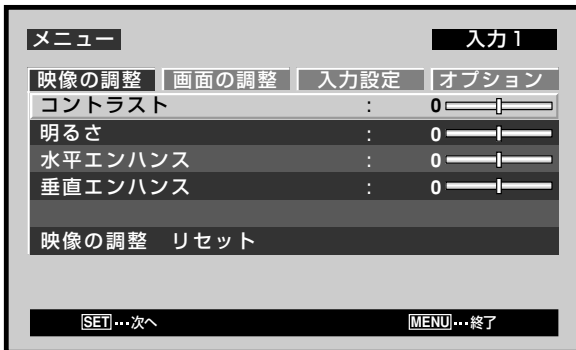 メニュー 入力1
映像の調整 画面の調整 入力設定 オプション
コントラスト : 0
明るさ : 0
水平エンハンス : 0
垂直エンハンス : 0
映像の調整 リセット
SET…次へ MENU…終了